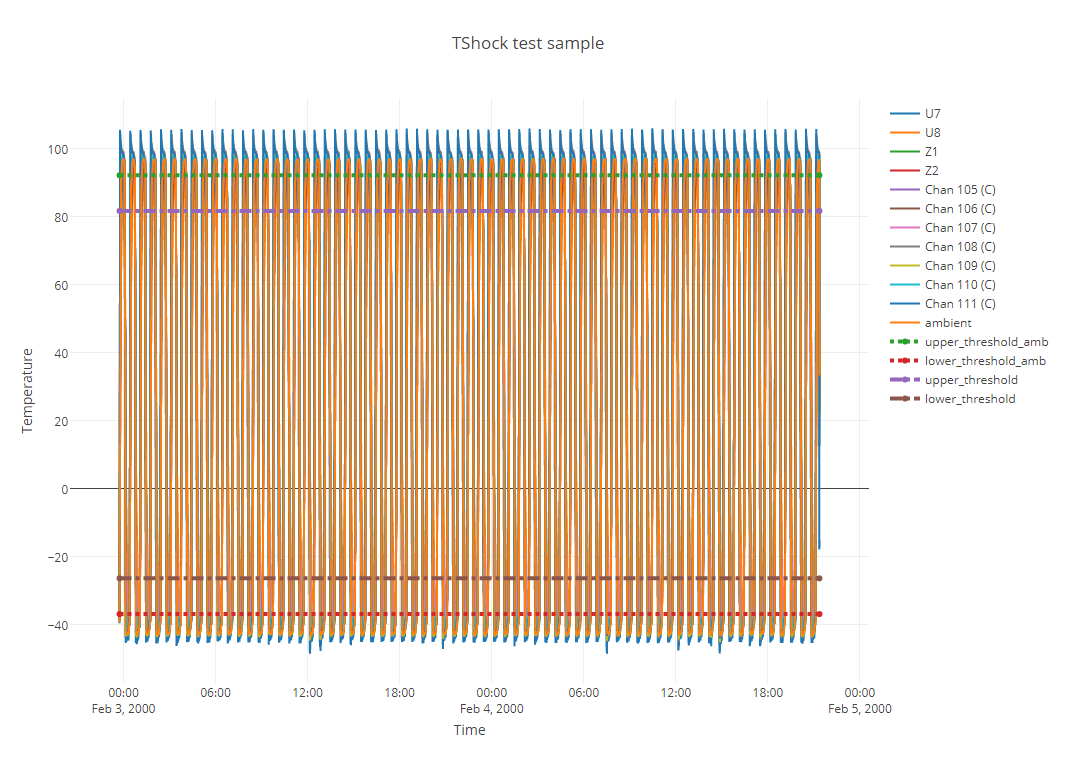 TShock test sample
100
80
60
40
20
0
−20
−40
Temperature
00:00
Feb 3, 2000
06:00
12:00
18:00
00:00
Feb 4, 2000
06:00
12:00
18:00
00:00
Feb 5, 2000
Time
U7
U8
Z1
Z2
Chan 105 (C)
Chan 106 (C)
Chan 107 (C)
Chan 108 (C)
Chan 109 (C)
Chan 110 (C)
Chan 111 (C)
ambient
upper_threshold_amb
lower_threshold_amb
upper_threshold
lower_threshold